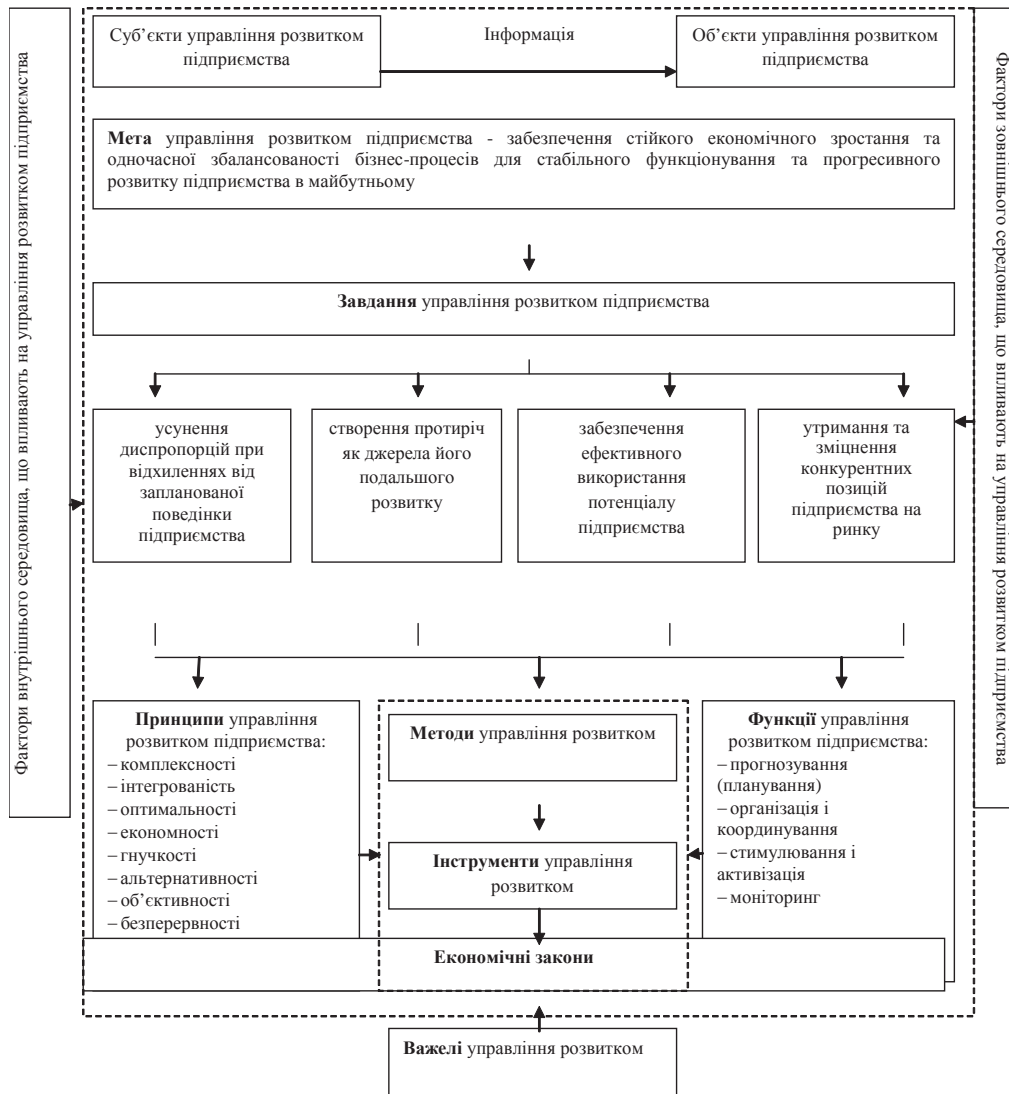 Суб’єкти управління розвитком
підприємства
Інформація
Об’єкти управління розвитком
підприємства
Фактори внутрішнього середовища, що впливають на управління розвитком підприємства
Фактори зовнішнього середовища, що впливають на управління розвитком підприємства
Мета управління розвитком підприємства - забезпечення стійкого економічного зростання та
одночасної збалансованості бізнес-процесів для стабільного функціонування та прогресивного
розвитку підприємства в майбутньому
Завдання управління розвитком підприємства
усунення
диспропорцій при
відхиленнях від
запланованої
поведінки
підприємства
створення протиріч
як джерела його
подальшого
розвитку
забезпечення
ефективного
використання
потенціалу
підприємства
утримання та
зміцнення
конкурентних
позицій
підприємства на
ринку
Принципи управління
розвитком підприємства:
– комплексності
– інтегрованість
– оптимальності
– економності
– гнучкості
– альтернативності
– об’єктивності
– безперервності
Методи управління розвитком
Інструменти управління
розвитком
Функції управління
розвитком підприємства:
– прогнозування
(планування)
– організація і
координування
– стимулювання і
активізація
– моніторинг
Економічні закони
Важелі управління розвитком